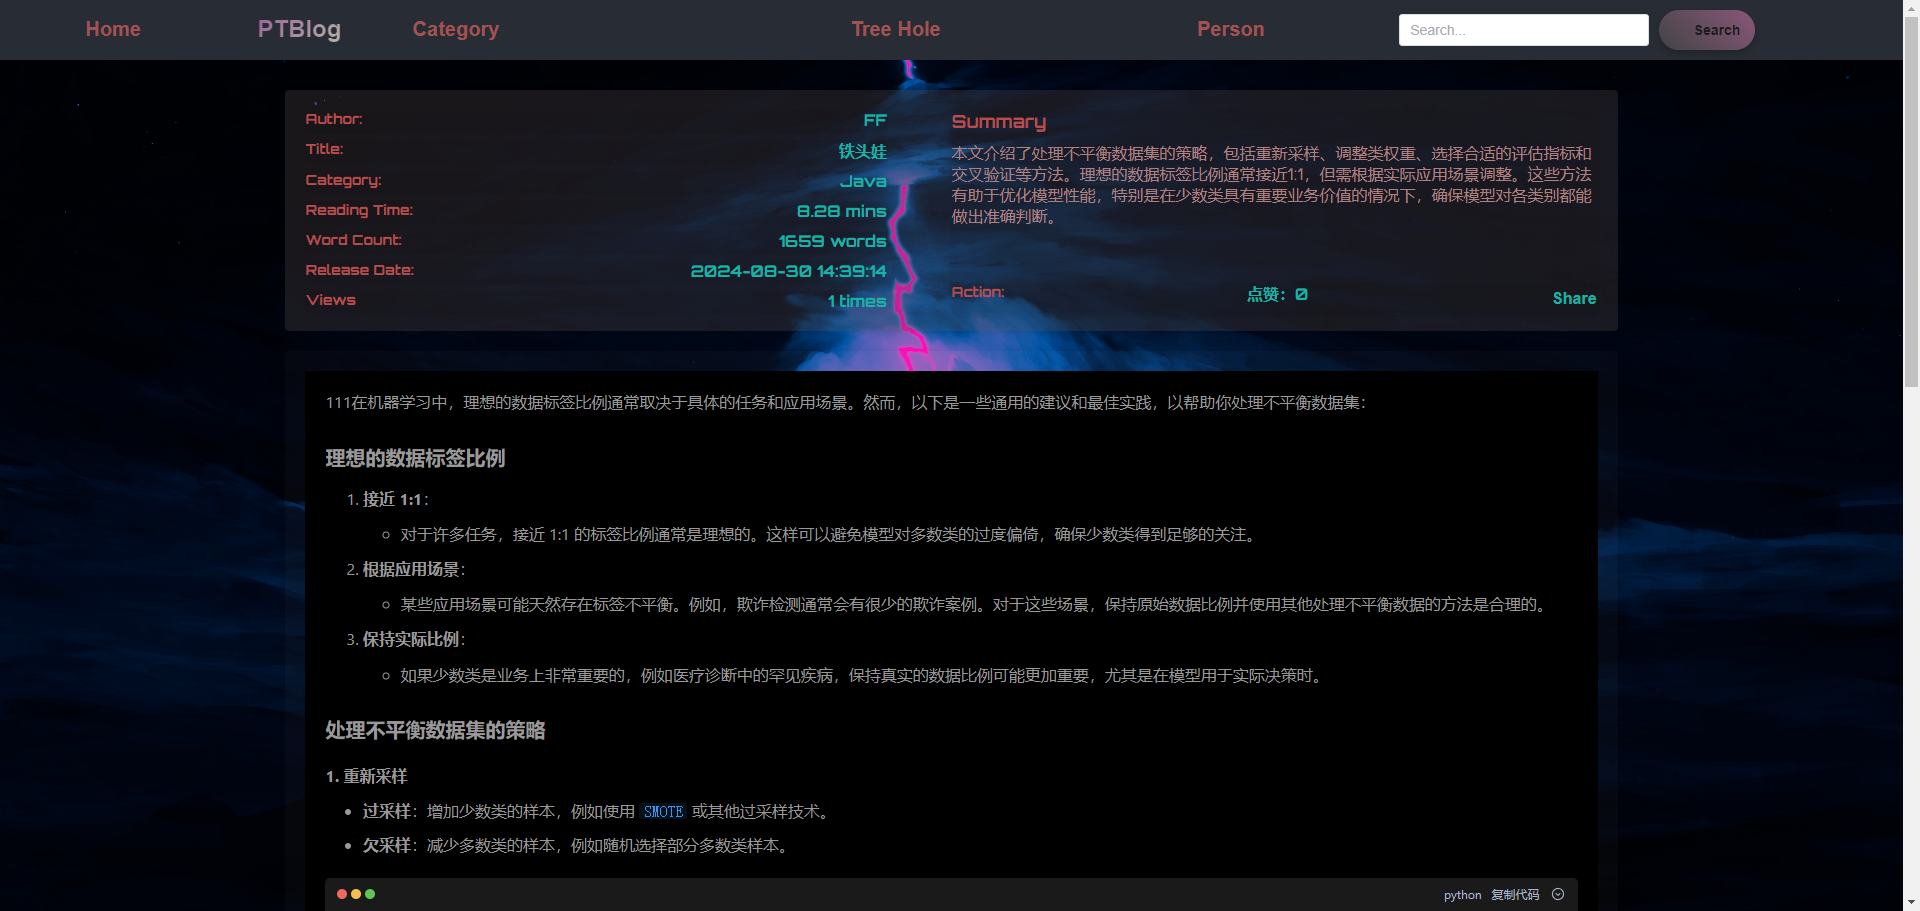 Home PTBlog Category Tree Hole Person Search... Search
Author: FF
Title: 铁头娃
Category: Java
Reading Time: 8.28 mins
Word Count: 1659 words
Release Date: 2024-08-30 14:39:14
Views 1 times
Summary
本文介绍了处理不平衡数据集的策略，包括重新采样、调整类权重、选择合适的评估指标和
交叉验证等方法。理想的数据标签比例通常接近1:1，但需根据实际应用场景调整。这些方法
有助于优化模型性能，特别是在少数类具有重要业务价值的情况下，确保模型对各类别都能
做出准确判断。
Action: 点赞：0 Share
111在机器学习中，理想的数据标签比例通常取决于具体的任务和应用场景。然而，以下是一些通用的建议和最佳实践，以帮助你处理不平衡数据集：
理想的数据标签比例
1. 接近 1:1：
对于许多任务，接近 1:1 的标签比例通常是理想的。这样可以避免模型对多数类的过度偏倚，确保少数类得到足够的关注。
2. 根据应用场景：
某些应用场景可能天然存在标签不平衡。例如，欺诈检测通常会有很少的欺诈案例。对于这些场景，保持原始数据比例并使用其他处理不平衡数据的方法是合理的。
3. 保持实际比例：
如果少数类是业务上非常重要的，例如医疗诊断中的罕见疾病，保持真实的数据比例可能更加重要，尤其是在模型用于实际决策时。
处理不平衡数据集的策略
1. 重新采样
过采样：增加少数类的样本，例如使用 SMOTE 或其他过采样技术。
欠采样：减少多数类的样本，例如随机选择部分多数类样本。
python 复制代码